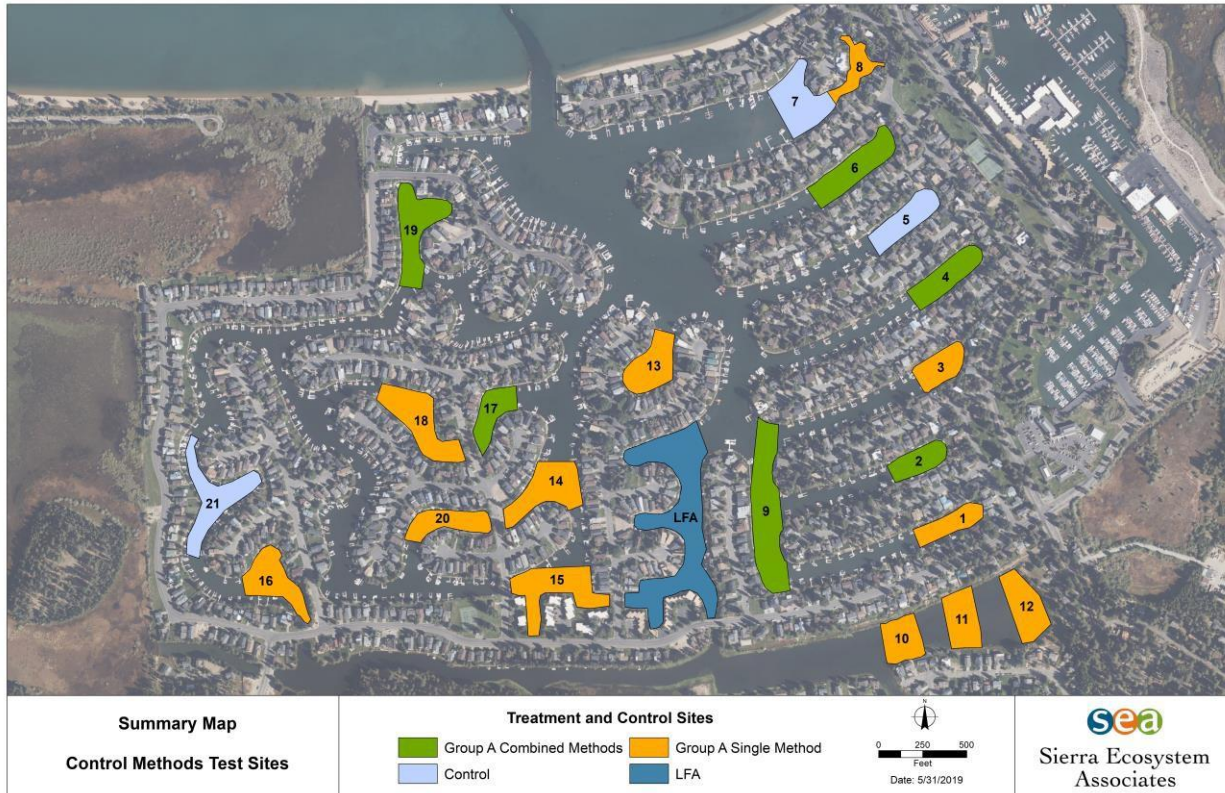 8
7
6
5
19
4
13
3
18
17
2
14
21
LFA
9
1
20
16
15
12
11
10
Summary Map
Control Methods Test Sites
Treatment and Control Sites
Group A Combined Methods
Group A Single Method
Control
LFA
N
0 250 500
Feet
Date: 5/31/2019
sea
Sierra Ecosystem
Associates